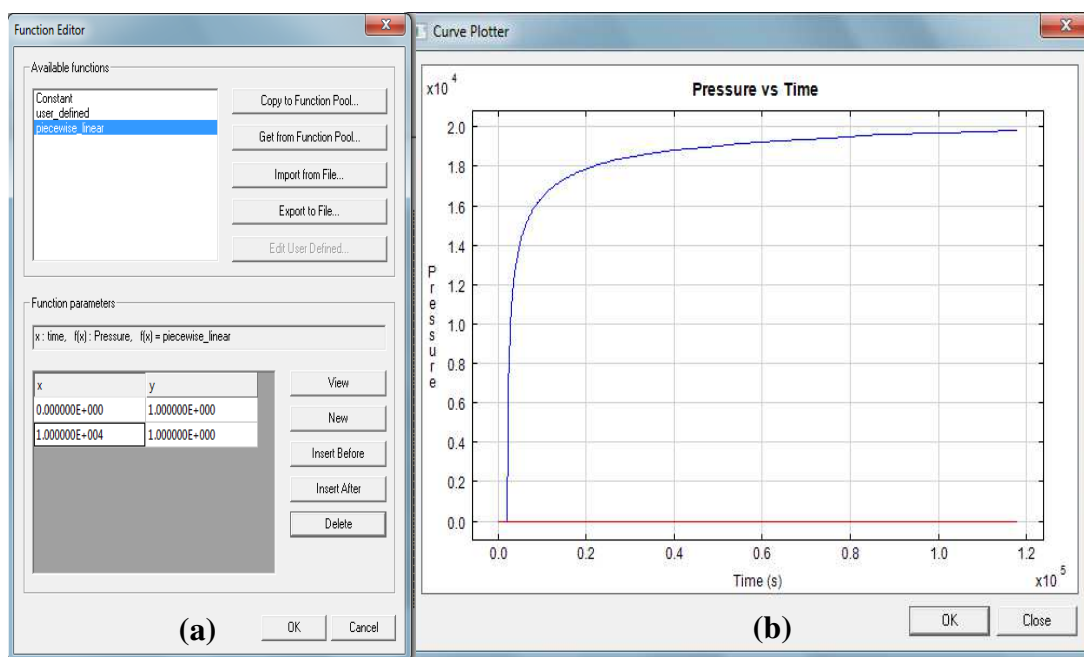 Function Editor
Available functions
Constant
user_defined
piecewise_linear
Copy to Function Pool...
Get from Function Pool...
Import from File...
Export to File...
Edit User Defined...
Function parameters
x : time, f(x) : Pressure, f(x) = piecewise_linear
x y
0.000000E+000 1.000000E+000
1.000000E+004 1.000000E+000
View
New
Insert Before
Insert After
Delete
(a)
OK Cancel
Curve Plotter
x10 4
Pressure vs Time
2.0
1.8
1.6
1.4
1.2
1.0
0.8
0.6
0.4
0.2
0.0
Pressure
0.0 0.2 0.4 0.6 0.8 1.0 1.2
Time (s)
x10 5
(b)
OK Close